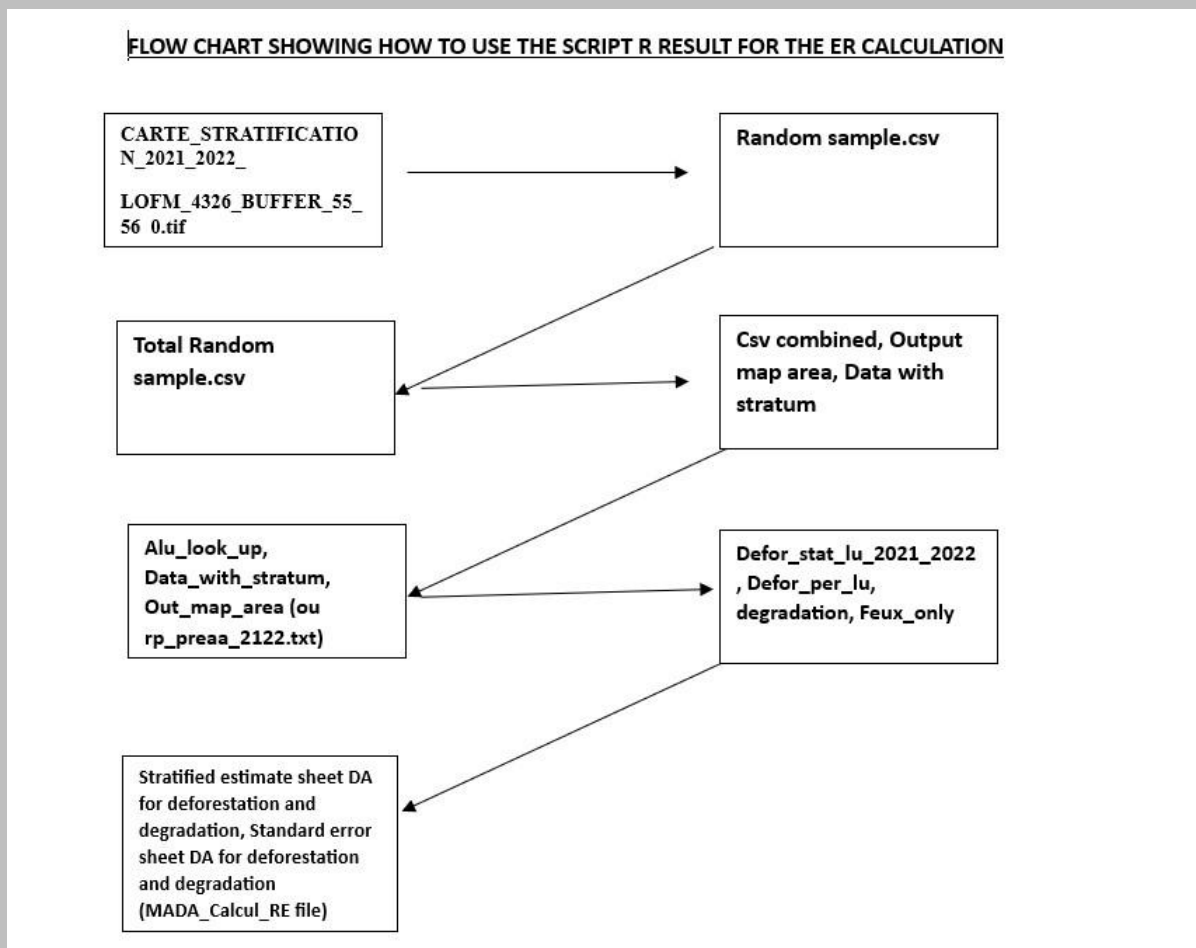 FLOW CHART SHOWING HOW TO USE THE SCRIPT R RESULT FOR THE ER CALCULATION
CARTE_STRATIFICATIO
N_2021_2022_
LOFM_4326_BUFFER_55_
56_0.tif
Random sample.csv
Total Random
sample.csv
Csv combined, Output
map area, Data with
stratum
Alu_look_up,
Data_with_stratum,
Out_map_area (ou
rp_preaa_2122.txt)
Defor_stat_lu_2021_2022
, Defor_per_lu,
degradation, Feux_only
Stratified estimate sheet DA
for deforestation and
degradation, Standard error
sheet DA for deforestation
and degradation
(MADA_Calcul_RE file)